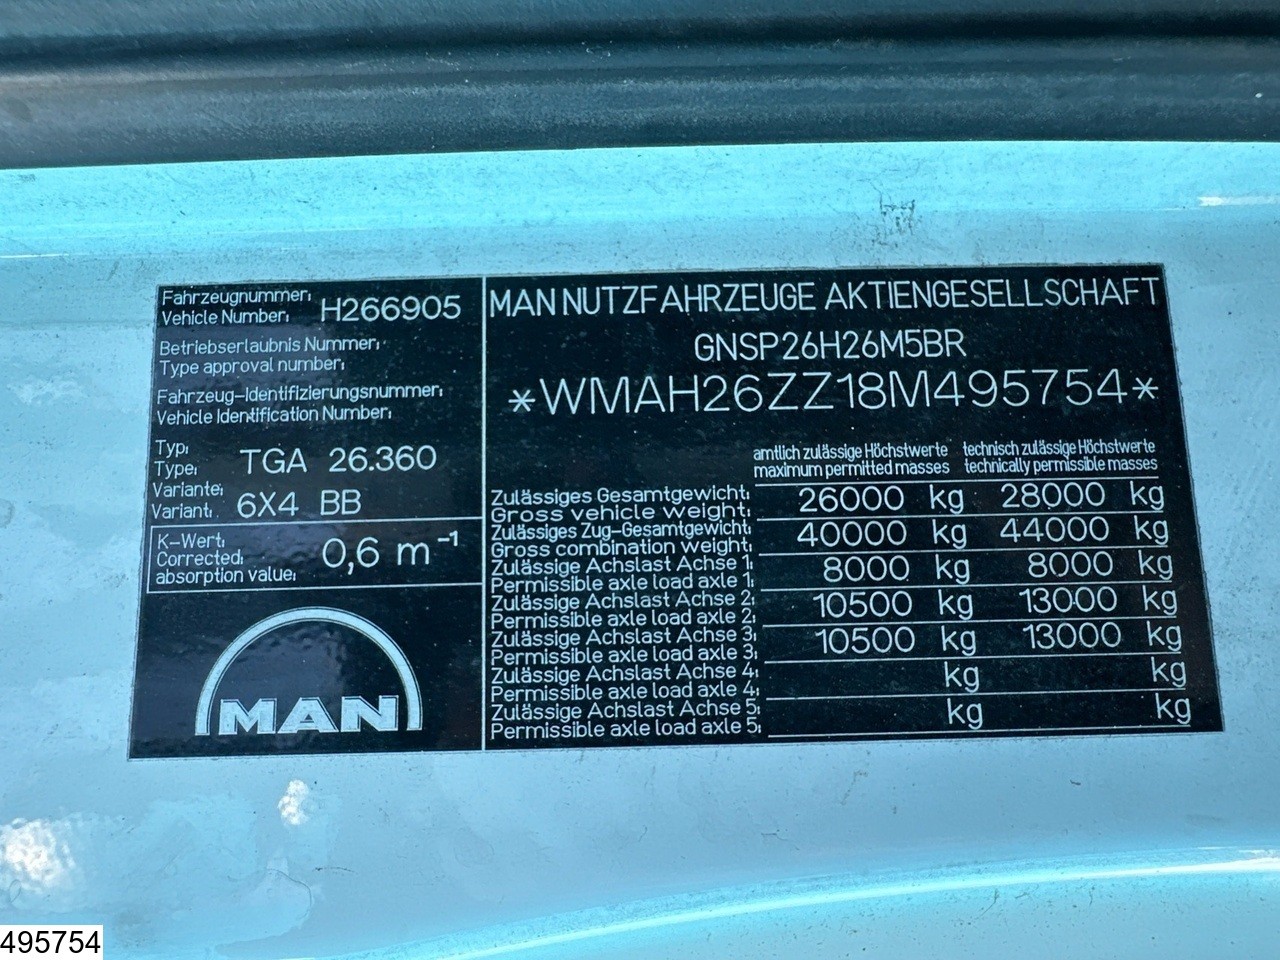 Fahrzeugnummer: H266905
Vehicle Number:
Betriebserlaubnis Nummer:
Type approval number:
Fahrzeug-Identifizierungsnummer:
Vehicle Identification Number:
Typ: TGA 26.360
Type:
Variante: 6X4 BB
Variant:
K-Wert: 0,6 m⁻¹
Corrected:
absorption value:
MAN
MAN NUTZFAHRZEUGE AKTIENGESELLSCHAFT
GNSP26H26M5BR
*WMAH26ZZ18M495754*
amtlich zulässige Höchstwerte technisch zulässige Höchstwerte
maximum permitted masses technically permissible masses
Zulässiges Gesamtgewicht: 26000 kg 28000 kg
Gross vehicle weight:
Zulässiges Zug-Gesamtgewicht: 40000 kg 44000 kg
Gross combination weight:
Zulässige Achslast Achse 1: 8000 kg 8000 kg
Permissible axle load axle 1:
Zulässige Achslast Achse 2: 10500 kg 13000 kg
Permissible axle load axle 2:
Zulässige Achslast Achse 3: 10500 kg 13000 kg
Permissible axle load axle 3:
Zulässige Achslast Achse 4: kg kg
Permissible axle load axle 4:
Zulässige Achslast Achse 5: kg kg
Permissible axle load axle 5:
495754